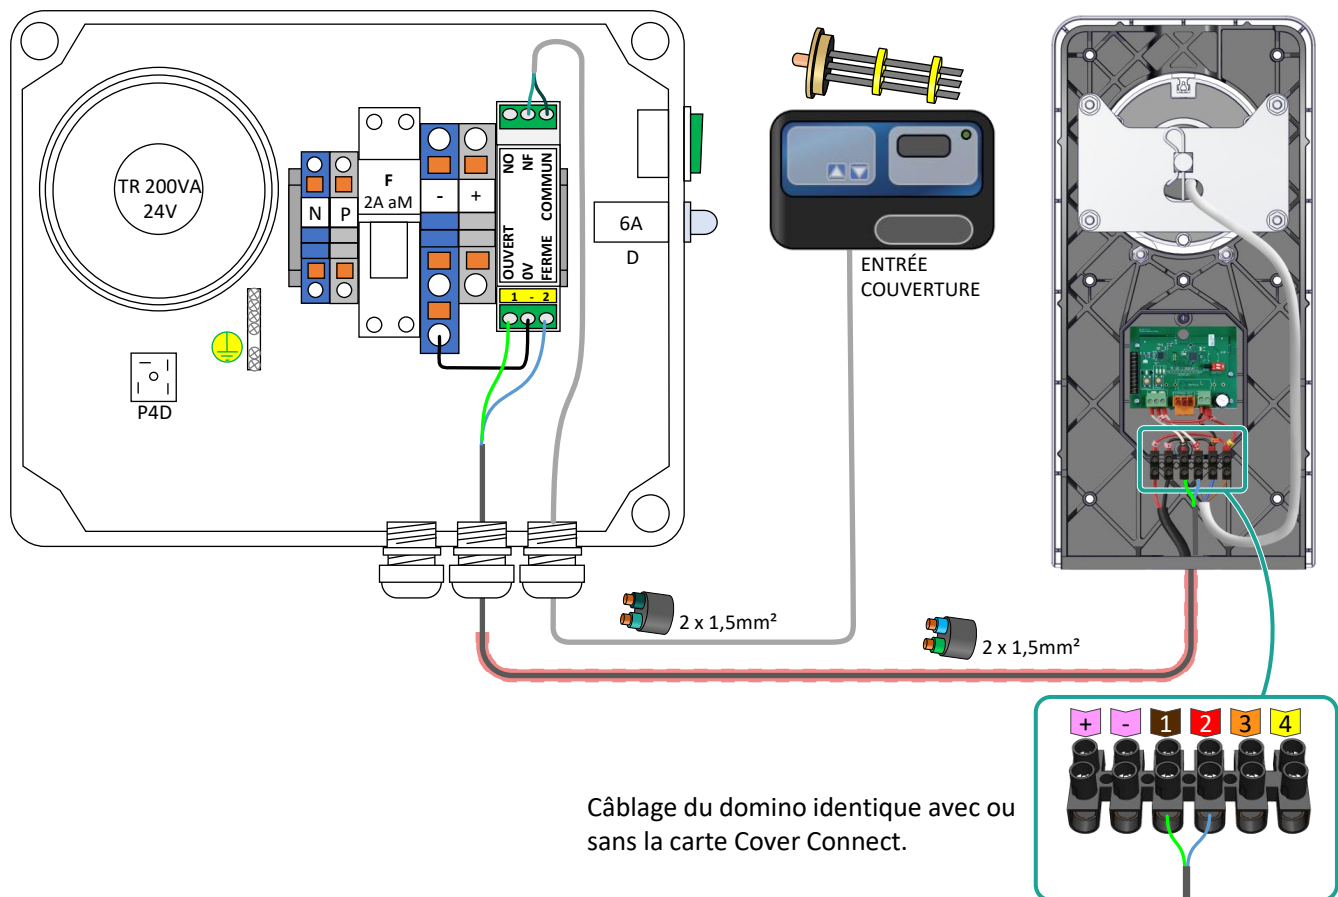 TR 200VA
24V
P4D
N
P
F
2A aM
-
+
NO
NF
COMMUN
OUVERT
0V
FERME
1 - 2
6A
D
ENTRÉE
COUVERTURE
2 x 1,5mm²
2 x 1,5mm²
+ - 1 2 3 4
Câblage du domino identique avec ou
sans la carte Cover Connect.